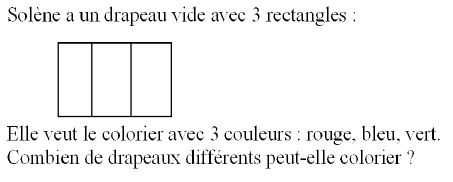 Solène a un drapeau vide avec 3 rectangles :
Elle veut le colorier avec 3 couleurs : rouge, bleu, vert.
Combien de drapeaux différents peut-elle colorier ?